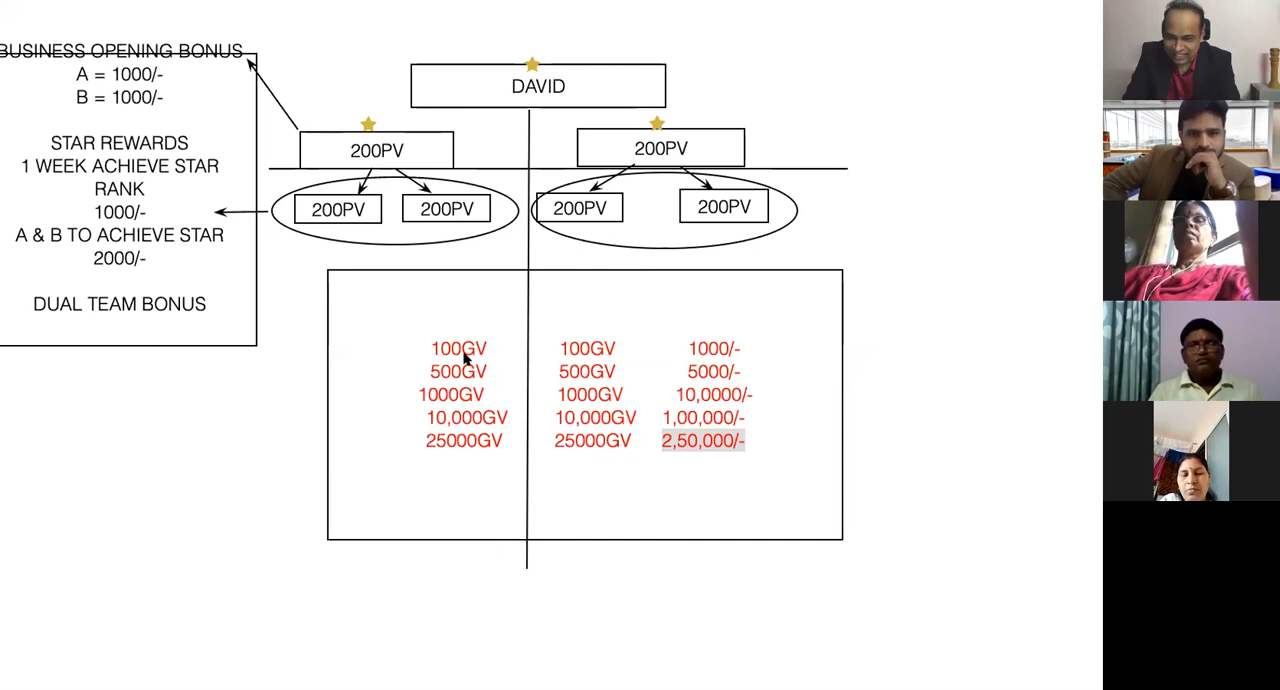 BUSINESS OPENING BONUS
A = 1000/-
B = 1000/-
STAR REWARDS
1 WEEK ACHIEVE STAR
RANK
1000/-
A & B TO ACHIEVE STAR
2000/-
DUAL TEAM BONUS
DAVID
200PV
200PV
200PV
200PV
200PV
200PV
100GV 100GV 1000/-
500GV 500GV 5000/-
1000GV 1000GV 10,0000/-
10,000GV 10,000GV 1,00,000/-
25000GV 25000GV 2,50,000/-